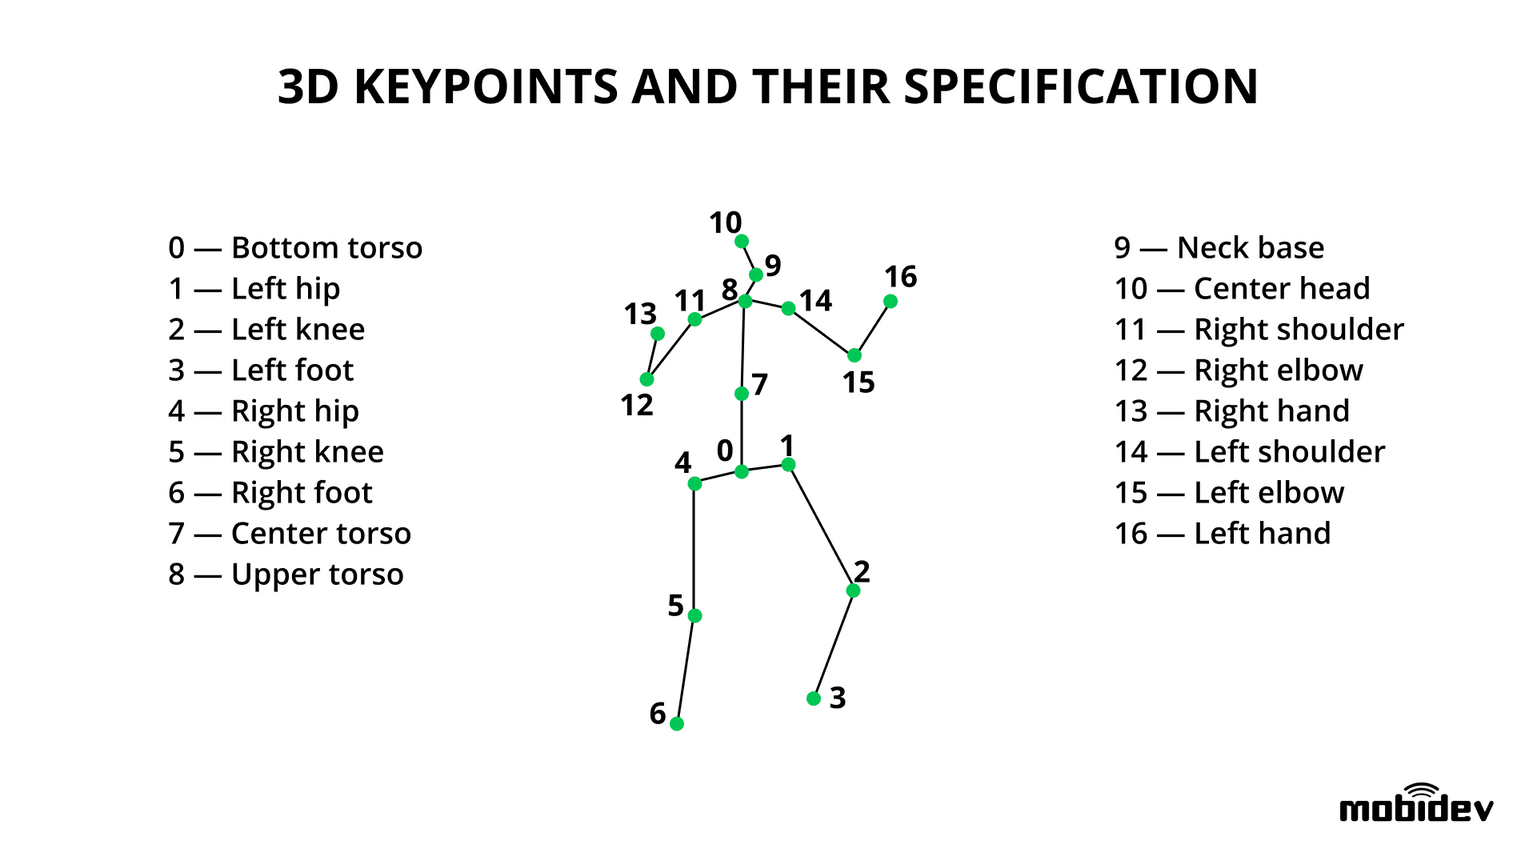 3D KEYPOINTS AND THEIR SPECIFICATION
0 — Bottom torso
1 — Left hip
2 — Left knee
3 — Left foot
4 — Right hip
5 — Right knee
6 — Right foot
7 — Center torso
8 — Upper torso
10
9
16
8
14
11
13
15
12
7
0
1
4
2
5
3
6
9 — Neck base
10 — Center head
11 — Right shoulder
12 — Right elbow
13 — Right hand
14 — Left shoulder
15 — Left elbow
16 — Left hand
mobidev